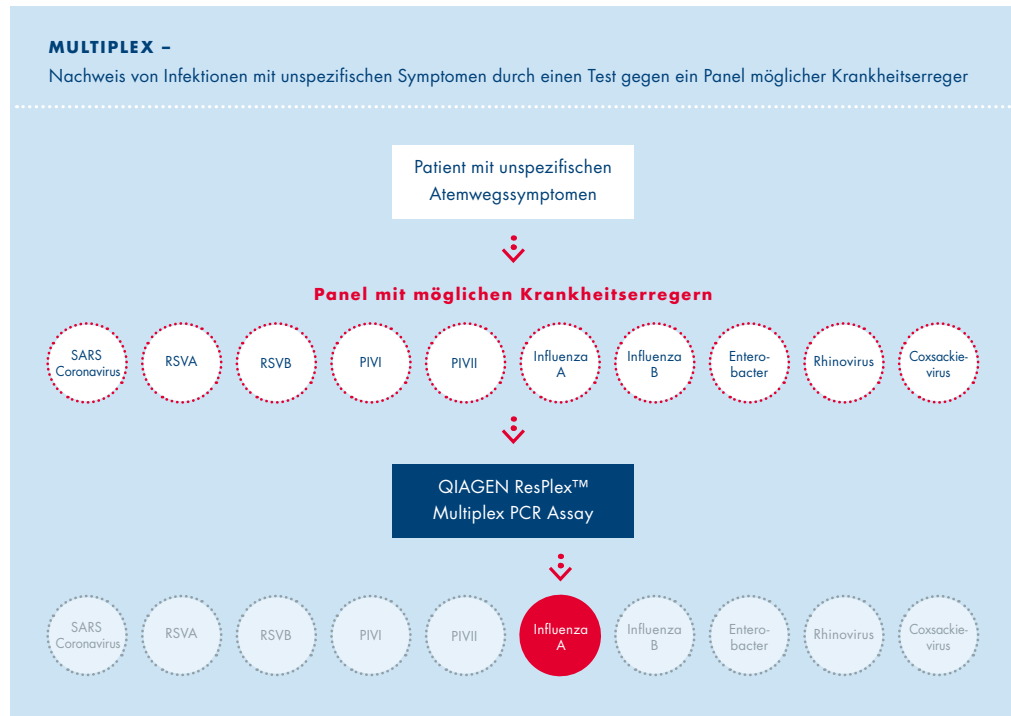 MULTIPLEX –
Nachweis von Infektionen mit unspezifischen Symptomen durch einen Test gegen ein Panel möglicher Krankheitserreger
Patient mit unspezifischen
Atemwegssymptomen
Panel mit möglichen Krankheitserregern
SARS
Coronavirus
RSVA
RSVB
PIVI
PIVII
Influenza
A
Influenza
B
Entero-
bacter
Rhinovirus
Coxsackie-
virus
QIAGEN ResPlex™
Multiplex PCR Assay
SARS
Coronavirus
RSVA
RSVB
PIVI
PIVII
Influenza
A
Influenza
B
Entero-
bacter
Rhinovirus
Coxsackie-
virus